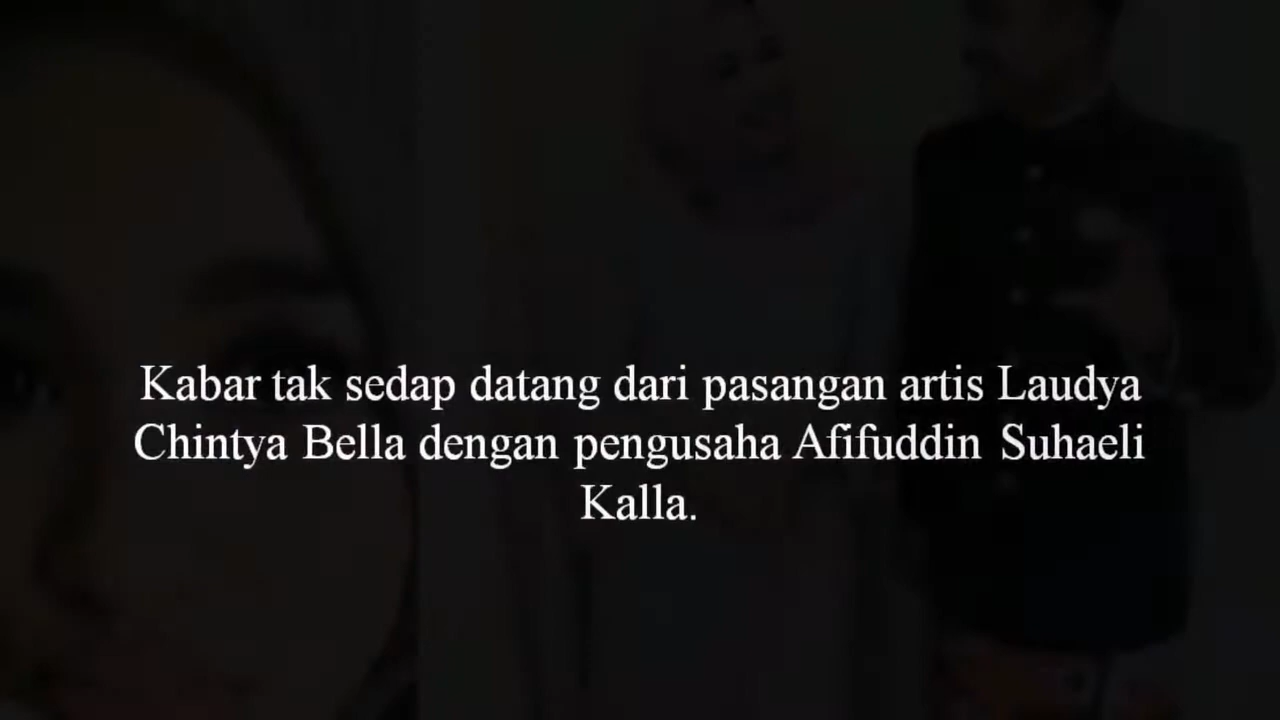 Kabar tak sedap datang dari pasangan artis Laudya
Chintya Bella dengan pengusaha Afifuddin Suhaeli
Kalla.